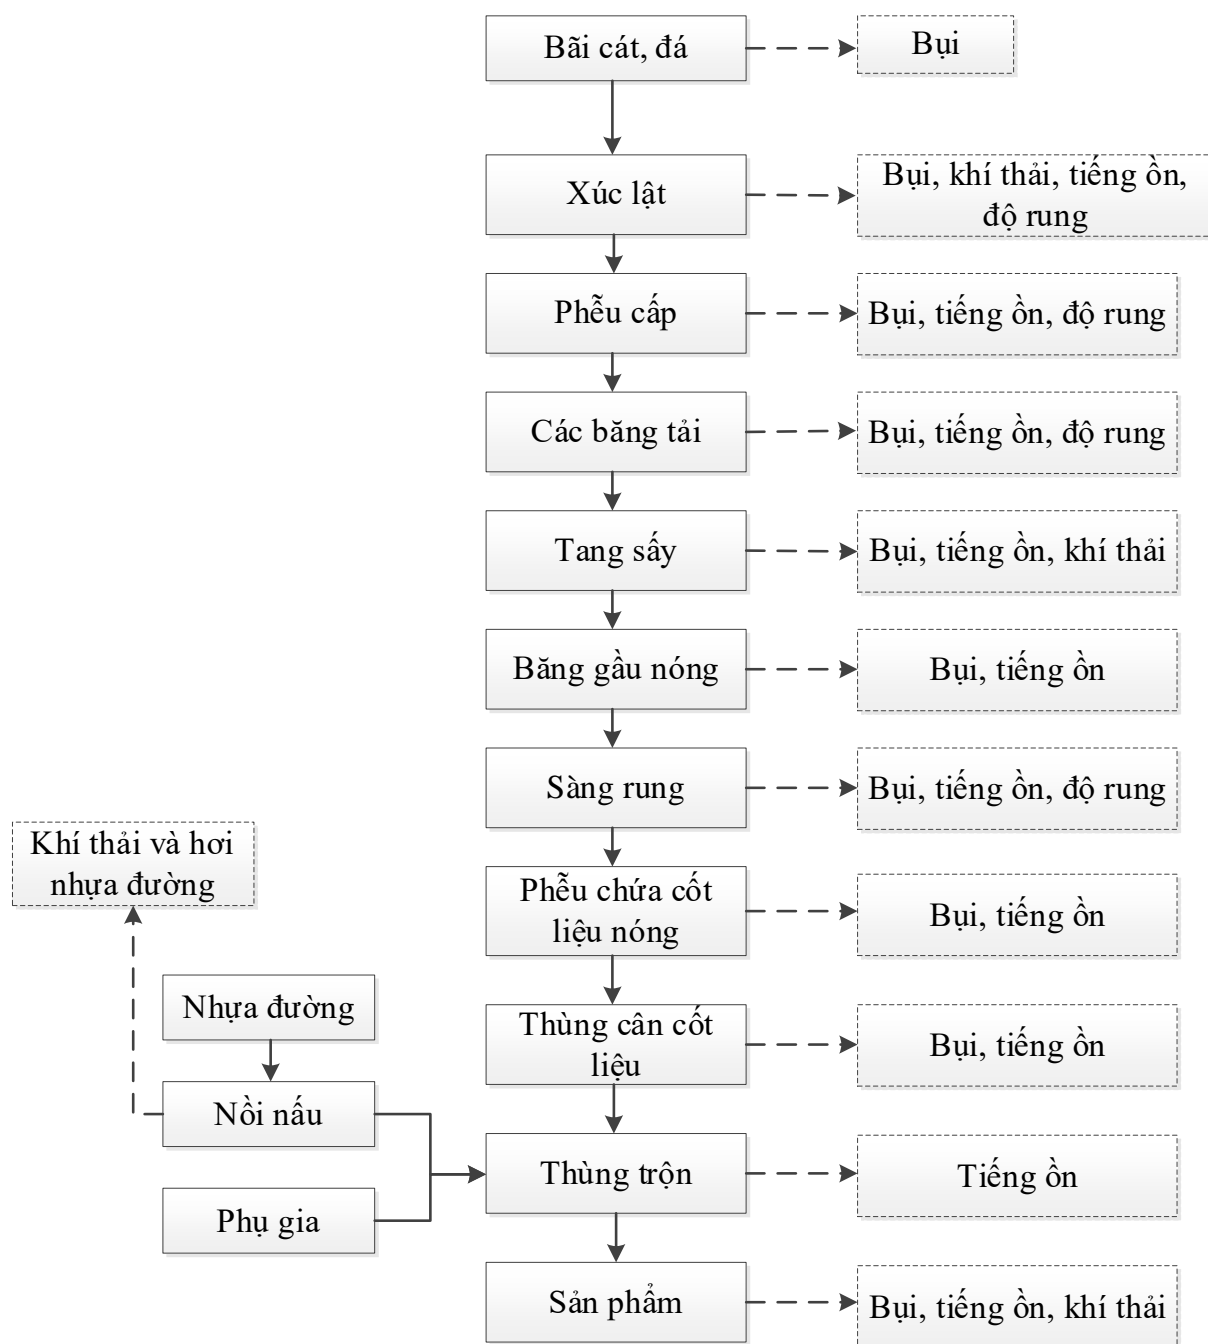 Bãi cát, đá
Bụi
Xúc lật
Bụi, khí thải, tiếng ồn,
độ rung
Phễu cấp
Bụi, tiếng ồn, độ rung
Các băng tải
Bụi, tiếng ồn, độ rung
Tang sấy
Bụi, tiếng ồn, khí thải
Băng gầu nóng
Bụi, tiếng ồn
Sàng rung
Bụi, tiếng ồn, độ rung
Khí thải và hơi
nhựa đường
Phễu chứa cốt
liệu nóng
Bụi, tiếng ồn
Nhựa đường
Thùng cân cốt
liệu
Bụi, tiếng ồn
Nồi nấu
Thùng trộn
Tiếng ồn
Phụ gia
Sản phẩm
Bụi, tiếng ồn, khí thải